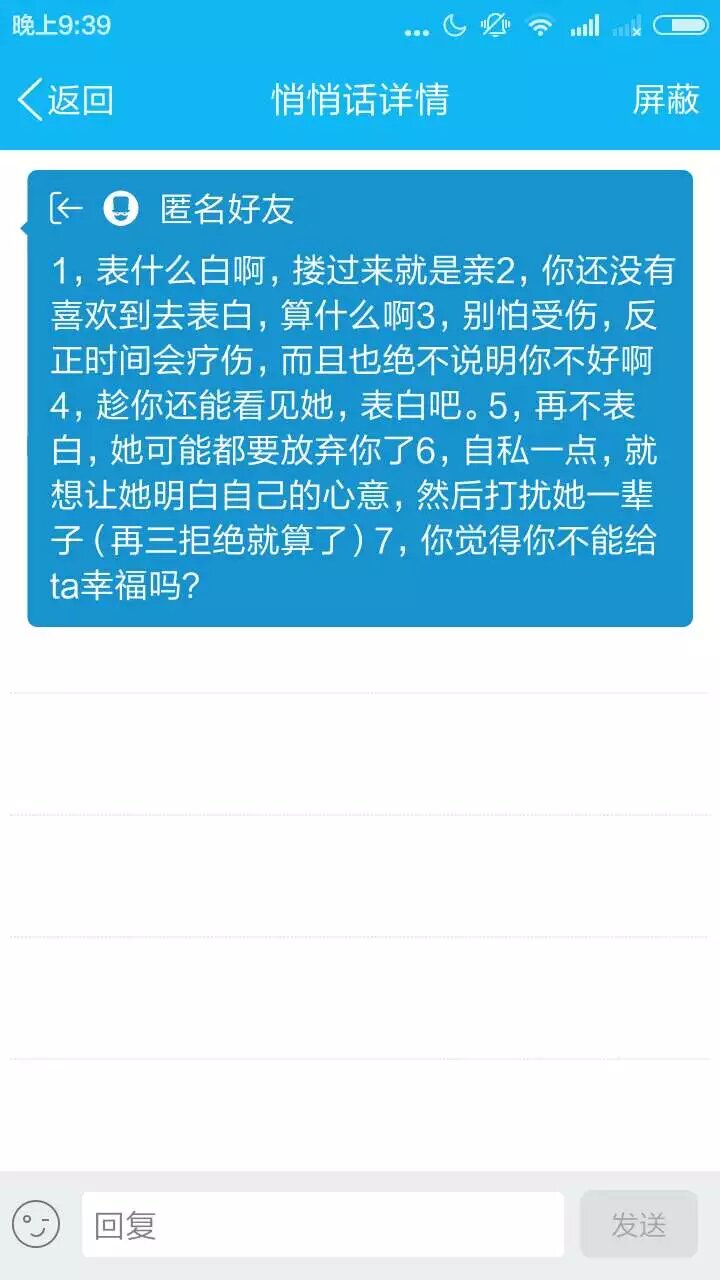 晚上9:39
返回
悄悄话详情
屏蔽
匿名好友
1，表什么白啊，搂过来就是亲2，你还没有
喜欢到去表白，算什么啊3，别怕受伤，反
正时间会疗伤，而且也绝不说明你不好啊
4，趁你还能看见她，表白吧。5，再不表
白，她可能都要放弃你了6，自私一点，就
想让她明白自己的心意，然后打扰她一辈
子（再三拒绝就算了）7，你觉得你不能给
ta幸福吗？
回复
发送